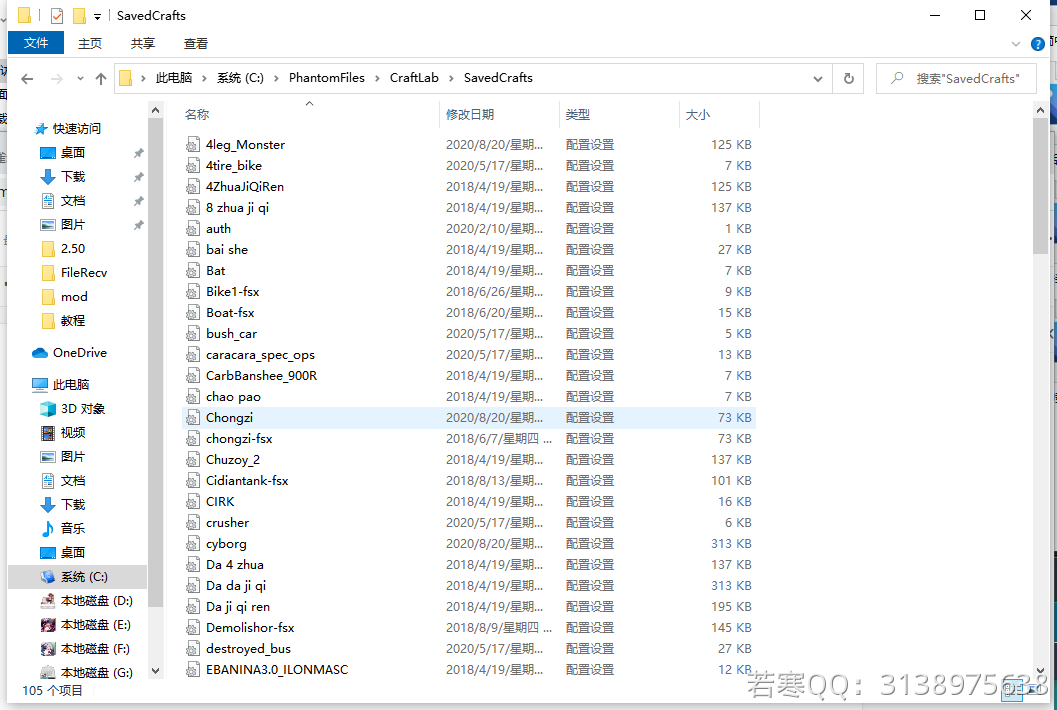 SavedCrafts
文件 主页 共享 查看
此电脑 系统 (C:) PhantomFiles CraftLab SavedCrafts
搜索"SavedCrafts"
名称 修改日期 类型 大小
快速访问
桌面
下载
文档
图片
2.50
FileRecv
mod
教程
OneDrive
此电脑
3D 对象
视频
图片
文档
下载
音乐
桌面
系统 (C:)
本地磁盘 (D:)
本地磁盘 (E:)
本地磁盘 (F:)
本地磁盘 (G:)
4leg_Monster 2020/8/20/星期... 配置设置 125 KB
4tire_bike 2020/5/17/星期... 配置设置 7 KB
4ZhuaJiQiRen 2018/4/19/星期... 配置设置 125 KB
8 zhua ji qi 2018/4/19/星期... 配置设置 137 KB
auth 2020/2/10/星期... 配置设置 1 KB
bai she 2018/4/19/星期... 配置设置 27 KB
Bat 2018/4/19/星期... 配置设置 7 KB
Bike1-fsx 2018/6/26/星期... 配置设置 9 KB
Boat-fsx 2018/6/20/星期... 配置设置 15 KB
bush_car 2020/5/17/星期... 配置设置 5 KB
caracara_spec_ops 2020/5/17/星期... 配置设置 13 KB
CarbBanshee_900R 2018/4/19/星期... 配置设置 7 KB
chao pao 2018/4/19/星期... 配置设置 7 KB
Chongzi 2020/8/20/星期... 配置设置 73 KB
chongzi-fsx 2018/6/7/星期四 ... 配置设置 73 KB
Chuzoy_2 2018/4/19/星期... 配置设置 137 KB
Cidiantank-fsx 2018/8/13/星期... 配置设置 101 KB
CIRK 2018/4/19/星期... 配置设置 16 KB
crusher 2020/5/17/星期... 配置设置 6 KB
cyborg 2020/8/20/星期... 配置设置 313 KB
Da 4 zhua 2018/4/19/星期... 配置设置 137 KB
Da da ji qi 2018/4/19/星期... 配置设置 313 KB
Da ji qi ren 2018/4/19/星期... 配置设置 195 KB
Demolishor-fsx 2018/8/9/星期四 ... 配置设置 145 KB
destroyed_bus 2020/5/17/星期... 配置设置 27 KB
EBANINA3.0_ILONMASC 2018/4/19/星期... 配置设置 12 KB
105 个项目
若寒QQ：3138975638